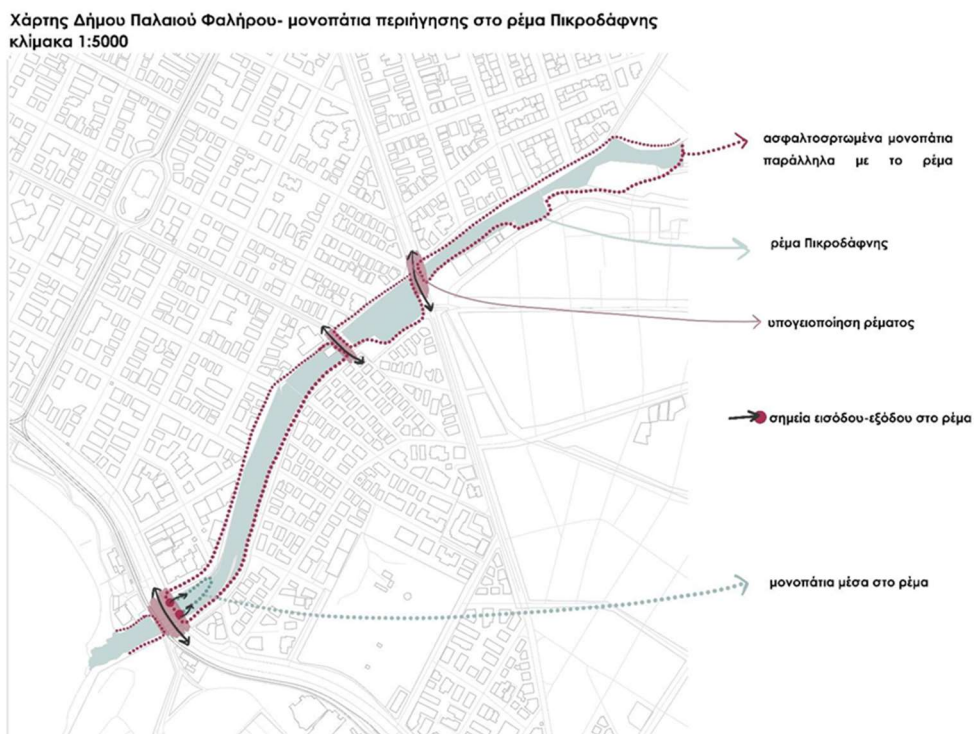 Χάρτης Δήμου Παλαιού Φαλήρου- μονοπάτια περιήγησης στο ρέμα Πικροδάφνης
κλίμακα 1:5000
ασφαλτοσρτωμένα μονοπάτια
παράλληλα με το ρέμα
ρέμα Πικροδάφνης
υπογειοποίηση ρέματος
σημεία εισόδου-εξόδου στο ρέμα
μονοπάτια μέσα στο ρέμα